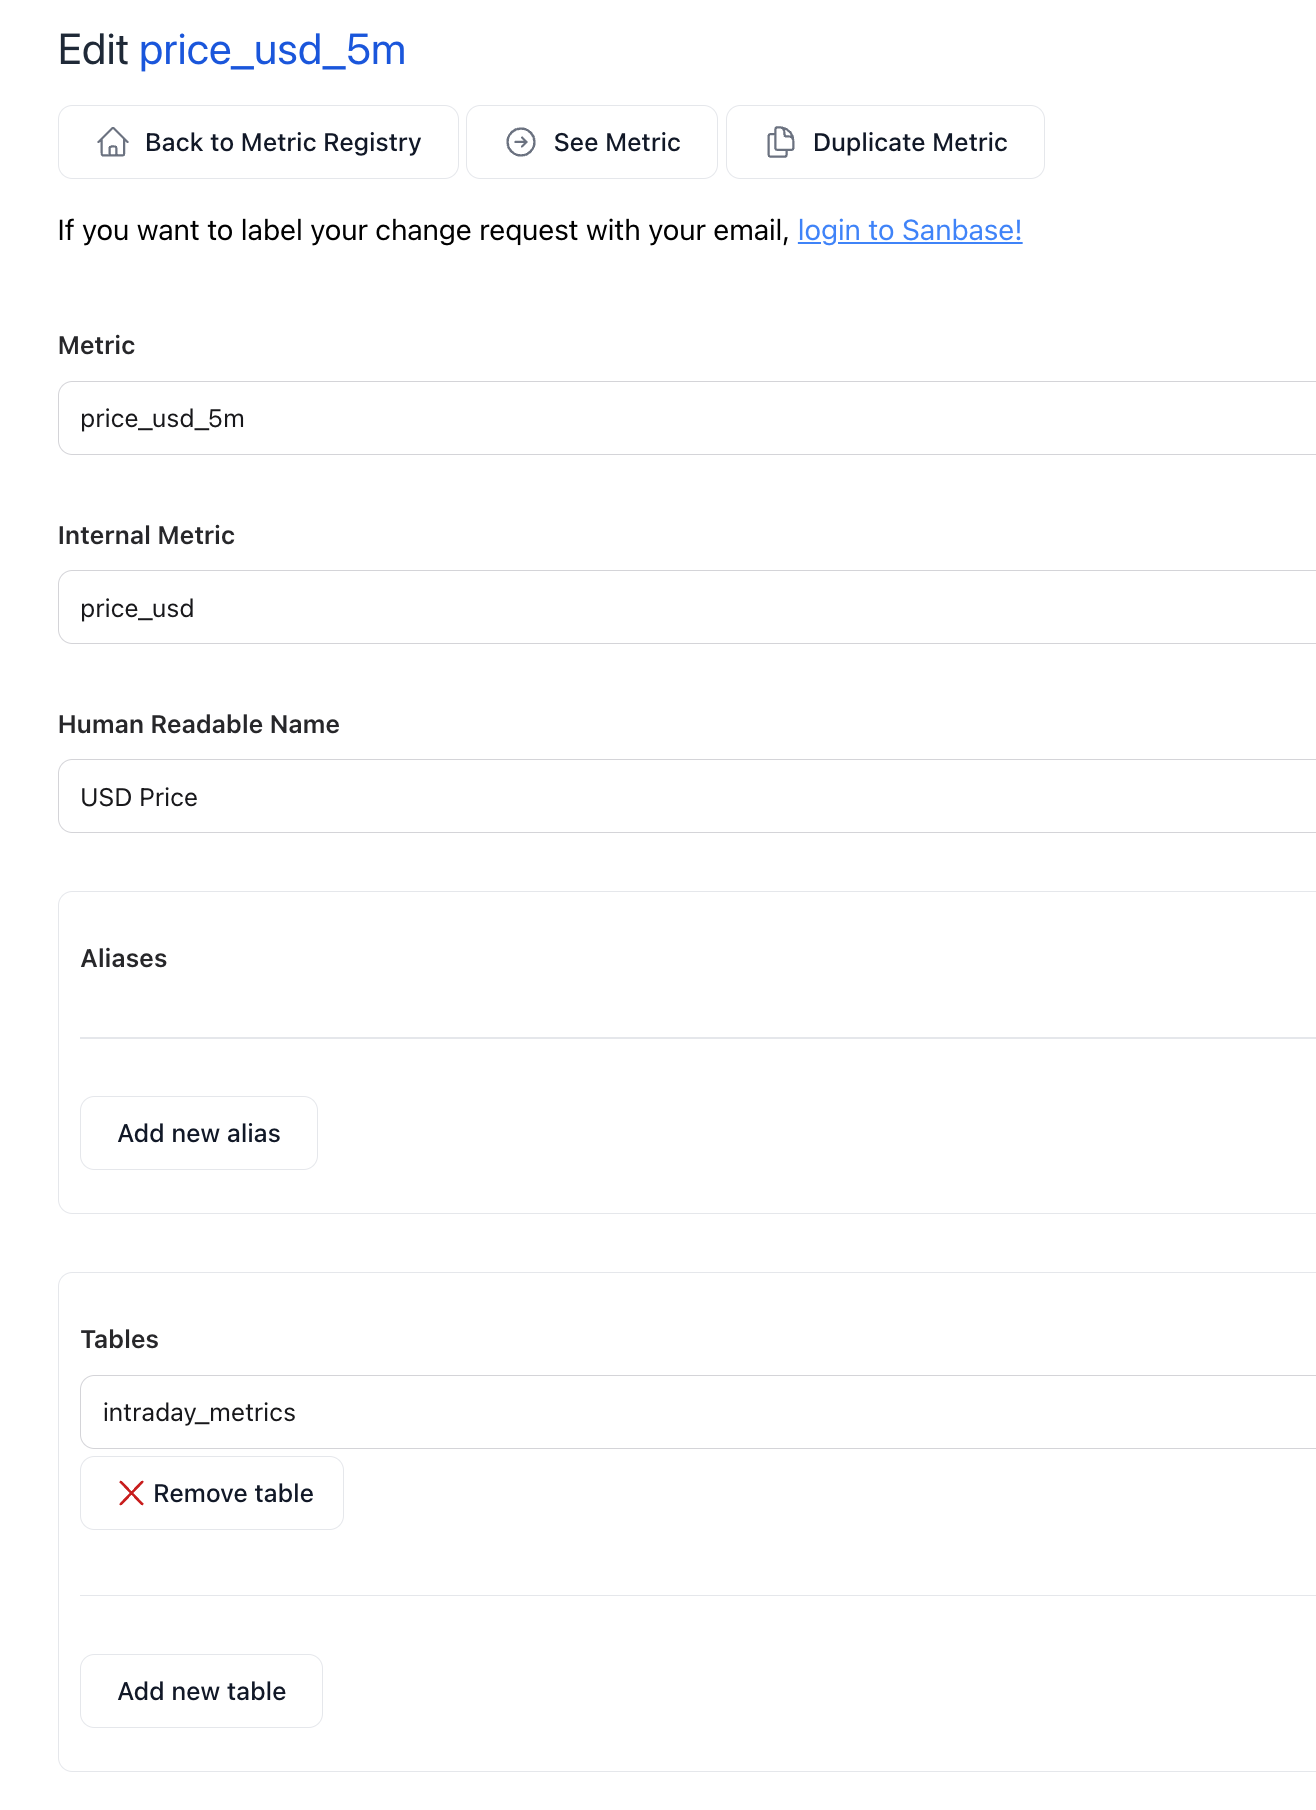 Edit price_usd_5m
Back to Metric Registry See Metric Duplicate Metric
If you want to label your change request with your email, login to Sanbase!
Metric
price_usd_5m
Internal Metric
price_usd
Human Readable Name
USD Price
Aliases
Add new alias
Tables
intraday_metrics
Remove table
Add new table